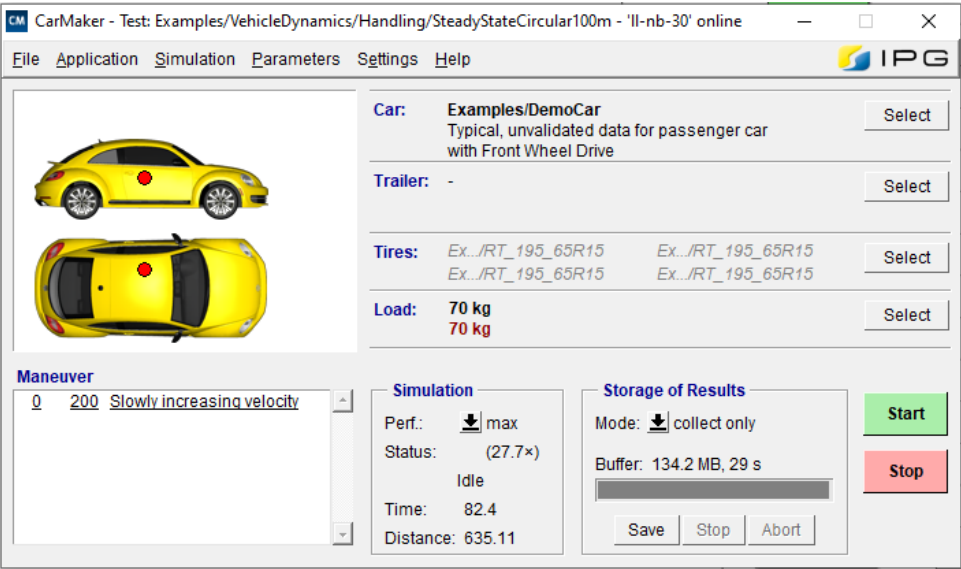 CM CarMaker - Test: Examples/VehicleDynamics/Handling/SteadyStateCircular100m - 'II-nb-30' online
File Application Simulation Parameters Settings Help
IPG
Car: Examples/DemoCar
Typical, unvalidated data for passenger car
with Front Wheel Drive
Select
Trailer: -
Select
Tires: Ex.../RT_195_65R15 Ex.../RT_195_65R15
Ex.../RT_195_65R15 Ex.../RT_195_65R15
Select
Load: 70 kg
70 kg
Select
Maneuver
0 200 Slowly increasing velocity
Simulation
Perf.: max
Status: (27.7×)
Idle
Time: 82.4
Distance: 635.11
Storage of Results
Mode: collect only
Buffer: 134.2 MB, 29 s
Save Stop Abort
Start
Stop